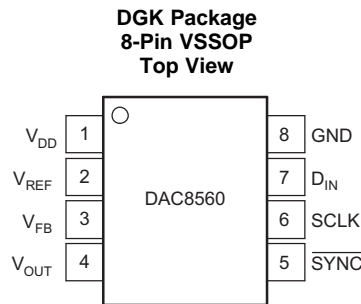 DGK Package
8-Pin VSSOP
Top View
V_DD 1 8 GND
V_REF 2 7 D_IN
DAC8560
V_FB 3 6 SCLK
V_OUT 4 5 S̅Y̅N̅C̅